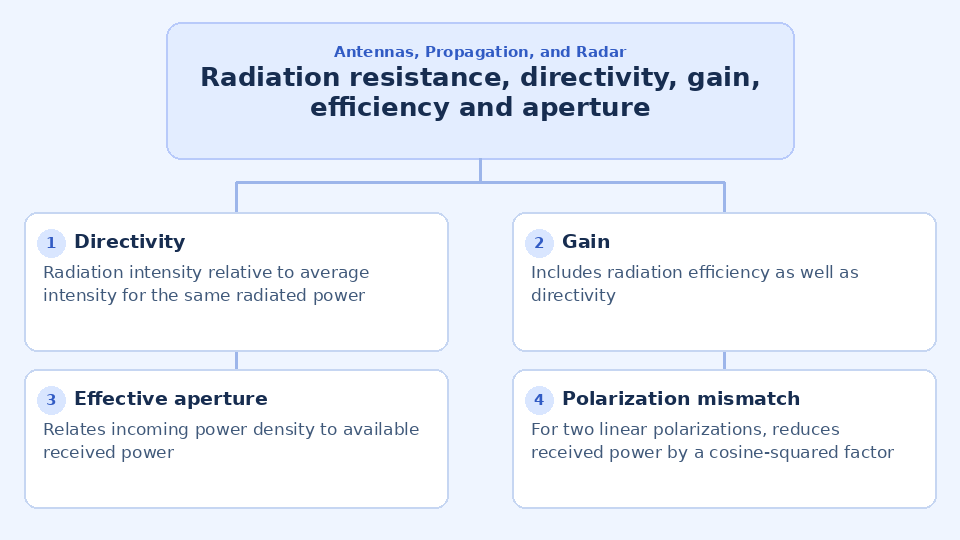 Antennas, Propagation, and Radar
Radiation resistance, directivity, gain,
efficiency and aperture
1 Directivity
Radiation intensity relative to average
intensity for the same radiated power
2 Gain
Includes radiation efficiency as well as
directivity
3 Effective aperture
Relates incoming power density to available
received power
4 Polarization mismatch
For two linear polarizations, reduces
received power by a cosine-squared factor